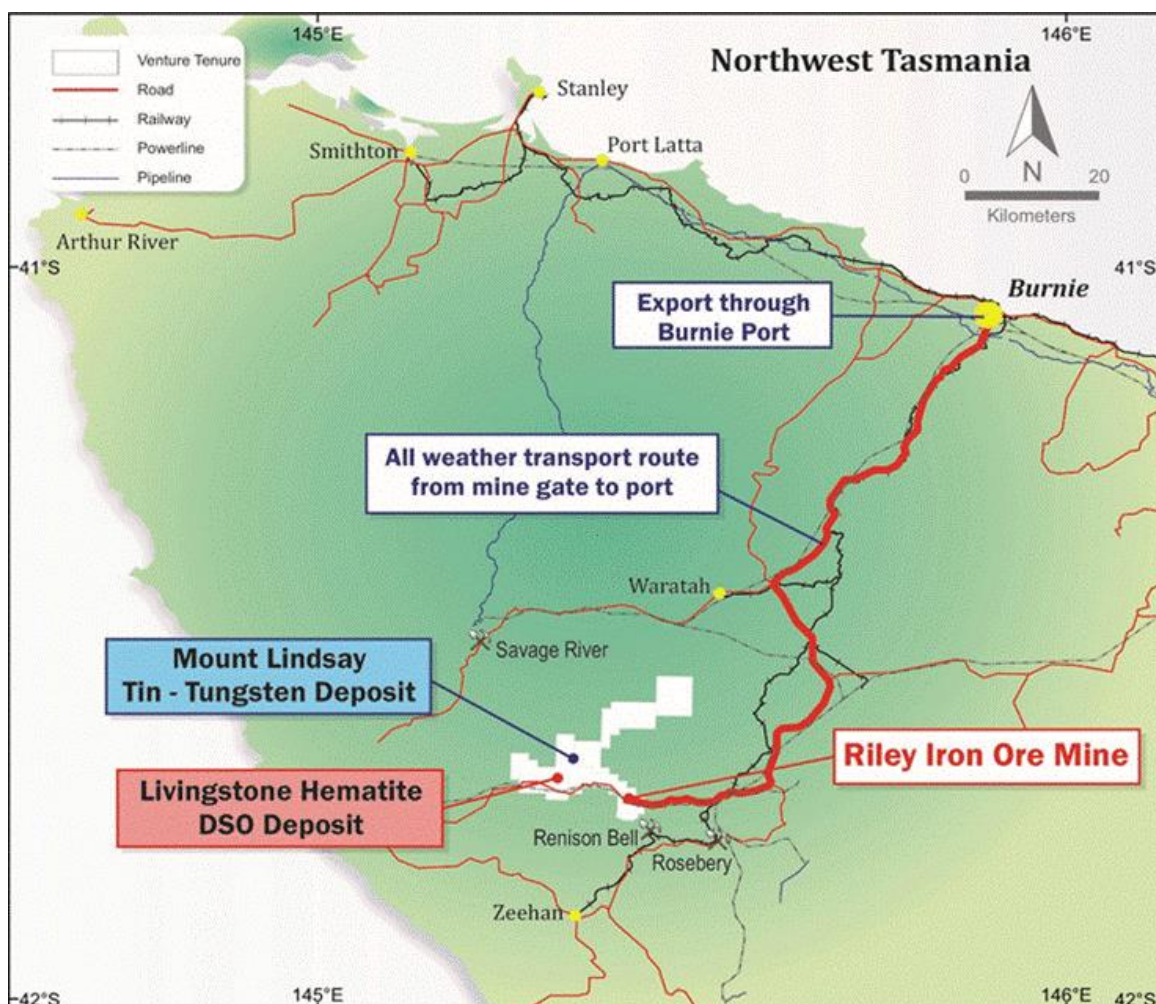 145°E
146°E
Northwest Tasmania
Venture Tenure
Road
Railway
Powerline
Pipeline
N
0 20
Kilometers
Stanley
Smithton
Port Latta
Arthur River
41°S
41°S
Burnie
Export through
Burnie Port
All weather transport route
from mine gate to port
Waratah
Savage River
Mount Lindsay
Tin - Tungsten Deposit
Riley Iron Ore Mine
Livingstone Hematite
DSO Deposit
Renison Bell
Rosebery
Zeehan
42°S
145°E
146°E
42°S